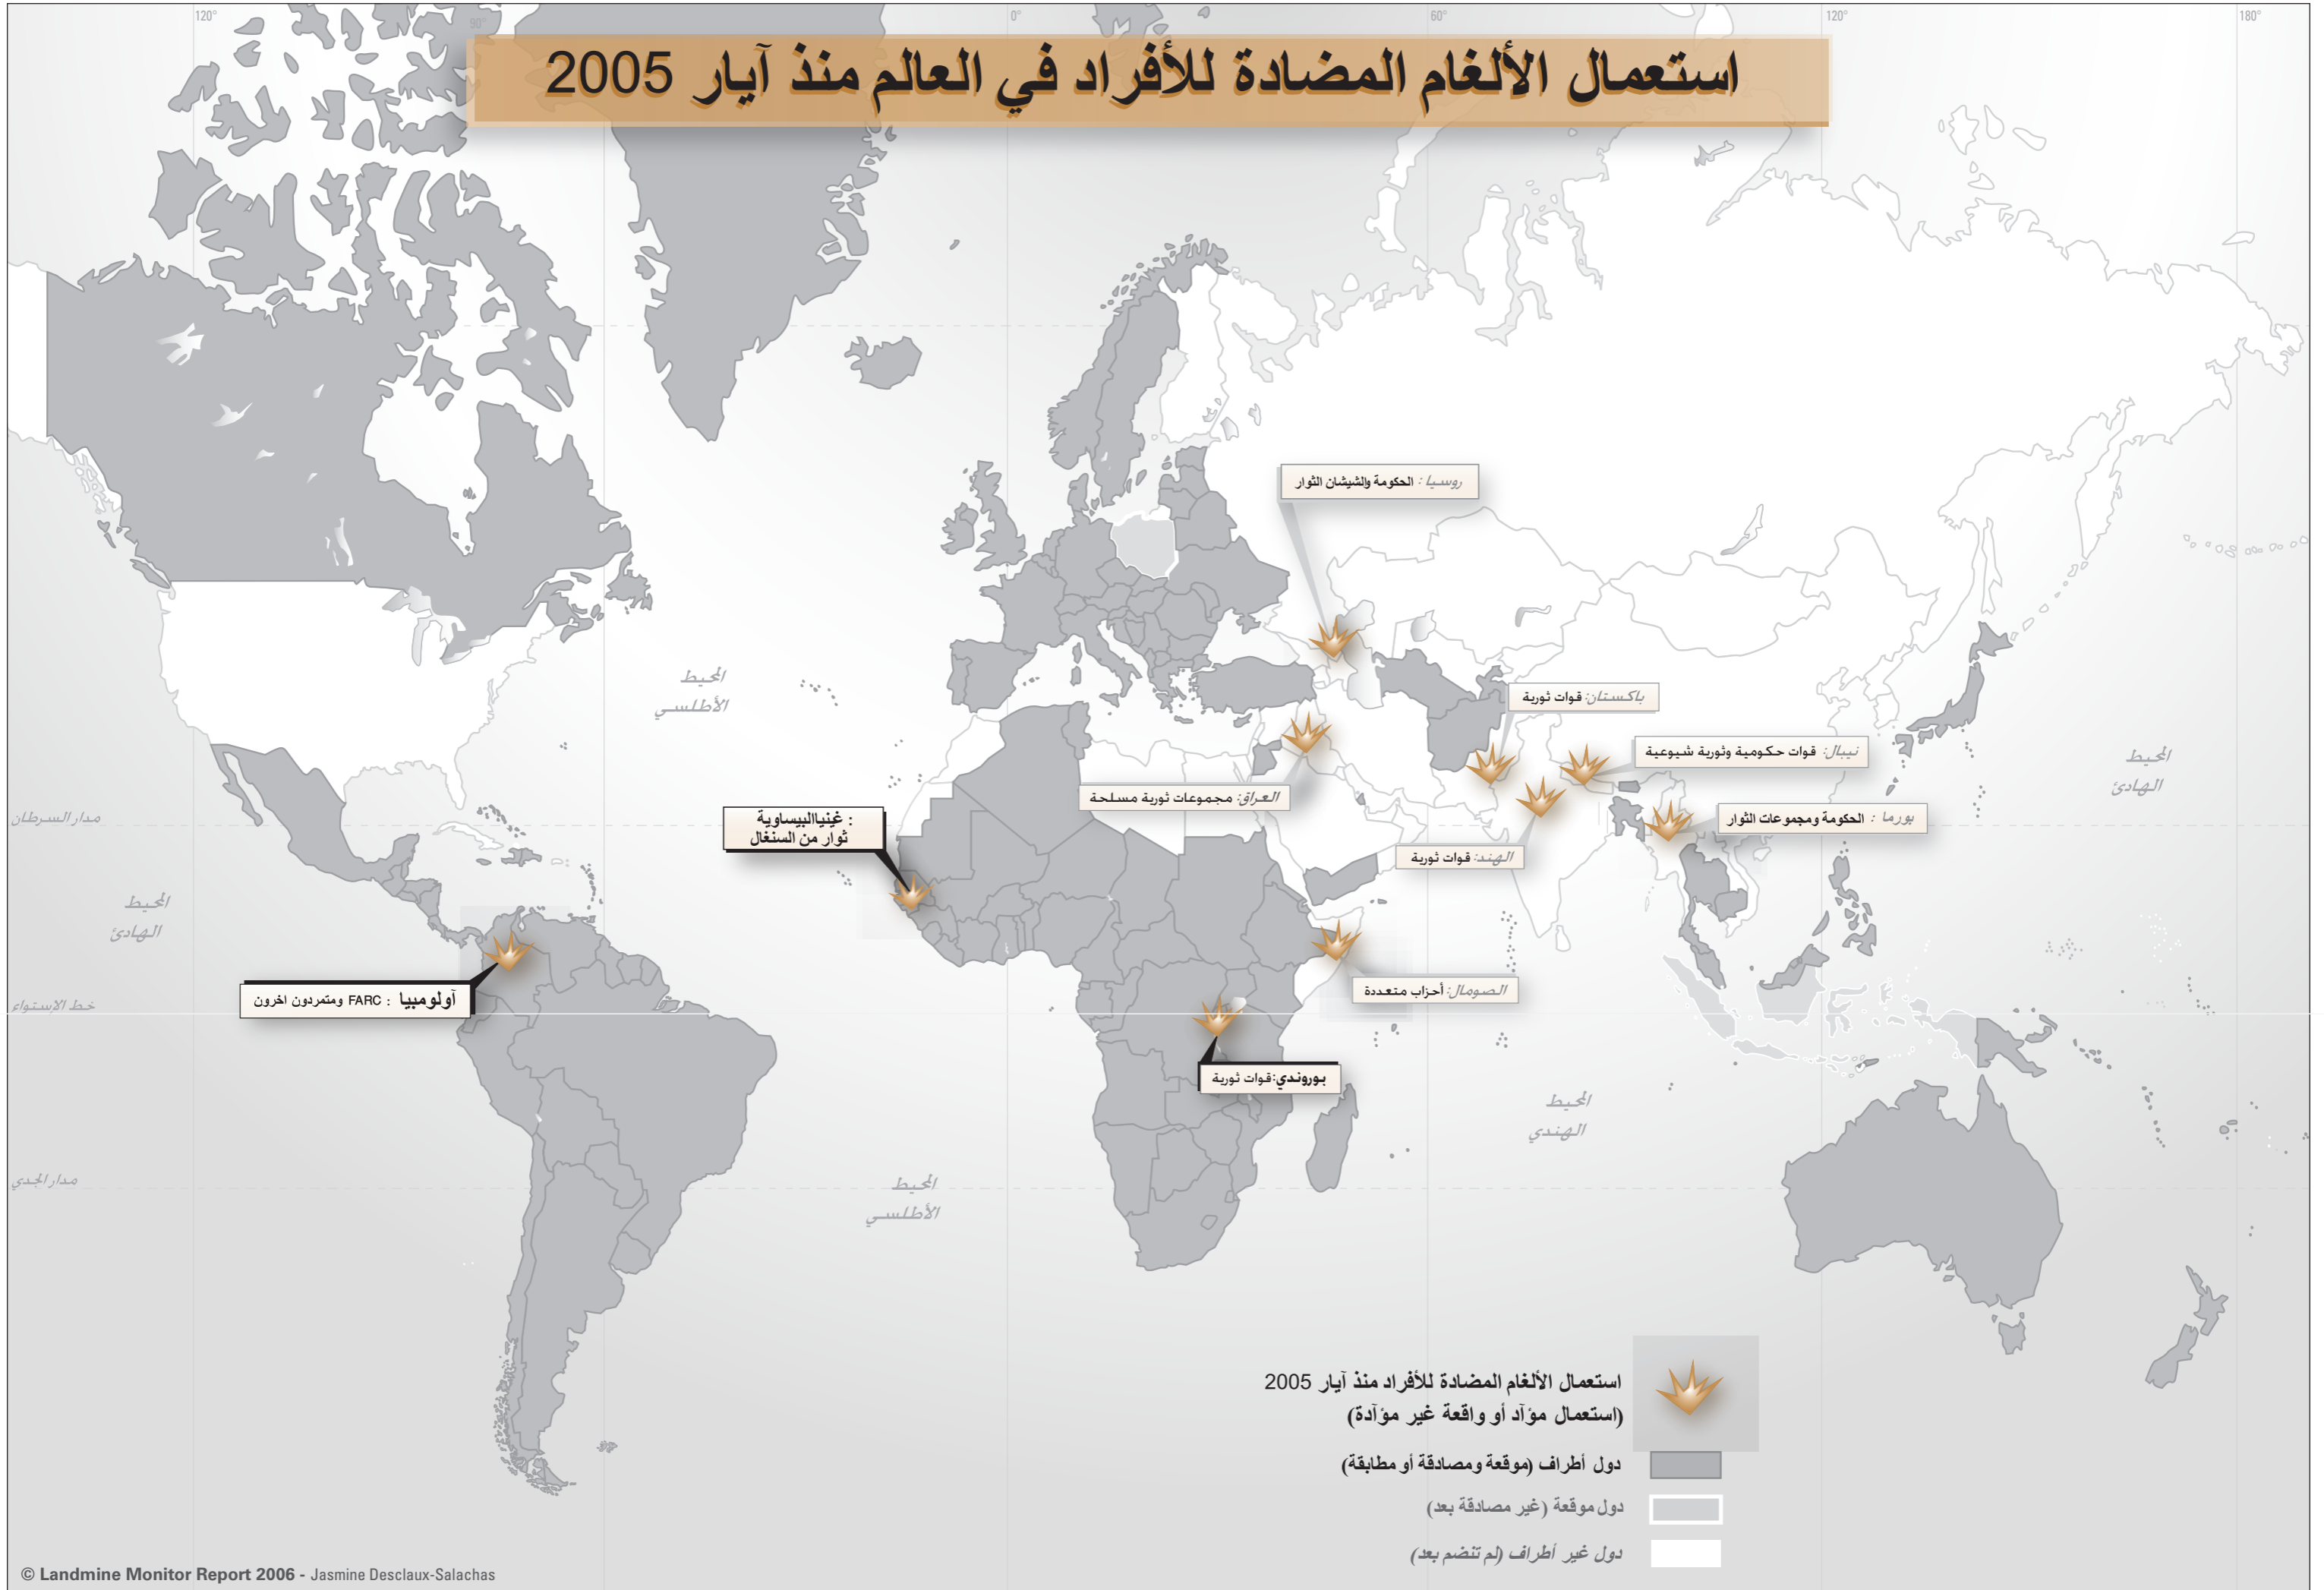 120°
90°
0°
60°
120°
180°
استعمال الألغام المضادة للأفراد في العالم منذ آيار 2005
روسيا : الحكومة والشيشان الثوار
المحيط
الأطلسي
باكستان: قوات ثورية
نيبال: قوات حكومية وثورية شيوعية
المحيط
الهادئ
العراق: مجموعات ثورية مسلحة
مدار السرطان
غينياالبيساوية :
ثوار من السنغال
بورما : الحكومة ومجموعات الثوار
الهند: قوات ثورية
المحيط
الهادئ
آولومبيا : FARC ومتمردون اخرون
الصومال: أحزاب متعددة
خط الإستواء
بوروندي:قوات ثورية
المحيط
الهندي
مدار الجدي
المحيط
الأطلسي
استعمال الألغام المضادة للأفراد منذ آيار 2005
(استعمال مؤآد أو واقعة غير مؤآدة)
دول أطراف (موقعة ومصادقة أو مطابقة)
دول موقعة (غير مصادقة بعد)
دول غير أطراف (لم تنضم بعد)
© Landmine Monitor Report 2006 - Jasmine Desclaux-Salachas